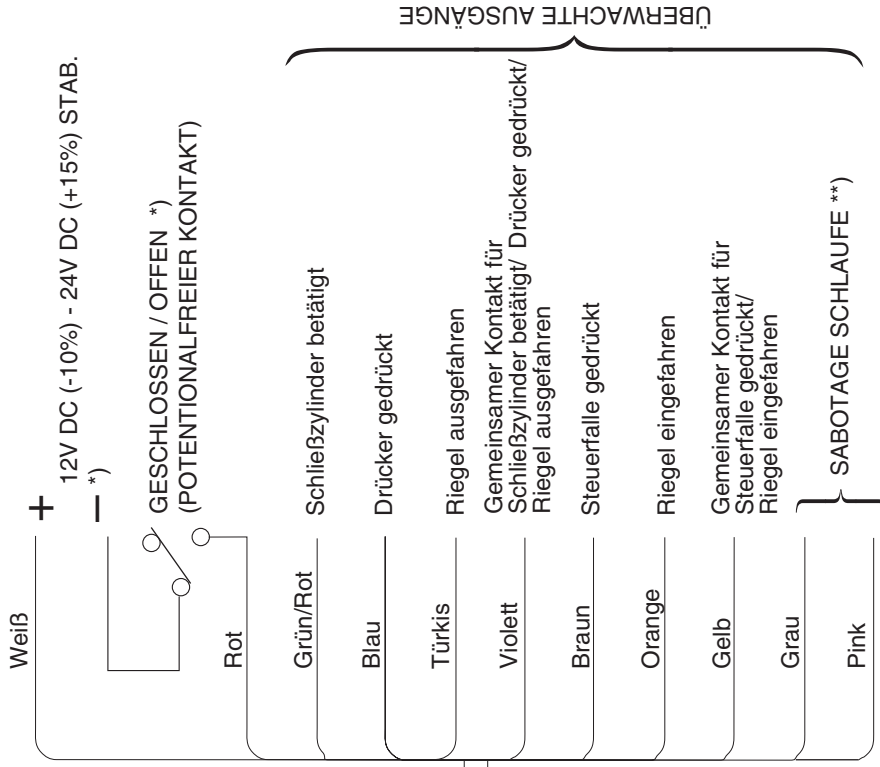 Weiß
+
12V DC (-10%) - 24V DC (+15%) STAB.
– *)
GESCHLOSSEN / OFFEN *)
(POTENTIONALFREIER KONTAKT)
Rot
Grün/Rot
Schließzylinder betätigt
Blau
Drücker gedrückt
Türkis
Riegel ausgefahren
Violett
Gemeinsamer Kontakt für
Schließzylinder betätigt/ Drücker gedrückt/
Riegel ausgefahren
Braun
Steuerfalle gedrückt
Orange
Riegel eingefahren
Gelb
Gemeinsamer Kontakt für
Steuerfalle gedrückt/
Riegel eingefahren
Grau
Pink
SABOTAGE SCHLAUFE **)
ÜBERWACHTE AUSGÄNGE